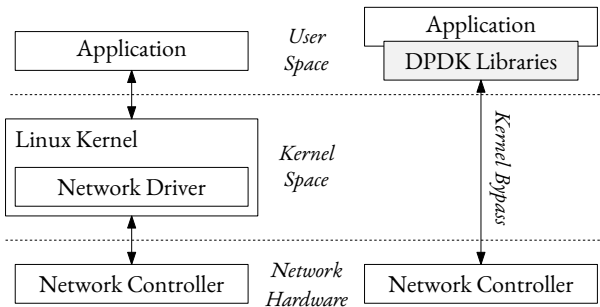 Application
User
Space
Application
DPDK Libraries
Linux Kernel
Network Driver
Kernel
Space
Kernel Bypass
Network Controller
Network
Hardware
Network Controller